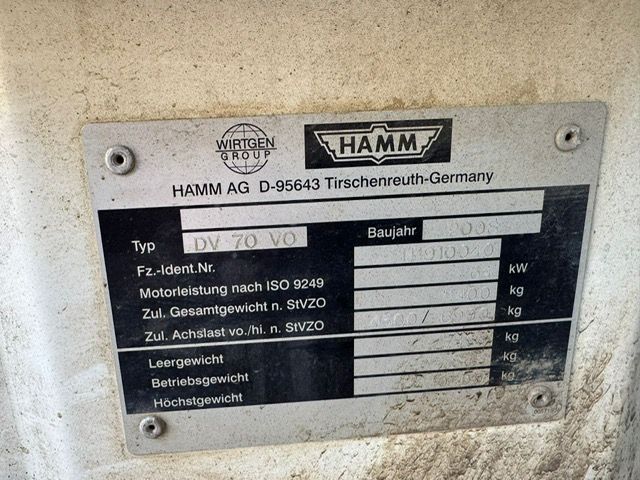 WIRTGEN
GROUP
HAMM
HAMM AG D-95643 Tirschenreuth-Germany
Typ DV 70 VO Baujahr 2008
Fz.-Ident.Nr.
Motorleistung nach ISO 9249 kW
Zul. Gesamtgewicht n. StVZO kg
Zul. Achslast vo./hi. n. StVZO kg
Leergewicht kg
Betriebsgewicht kg
Höchstgewicht kg